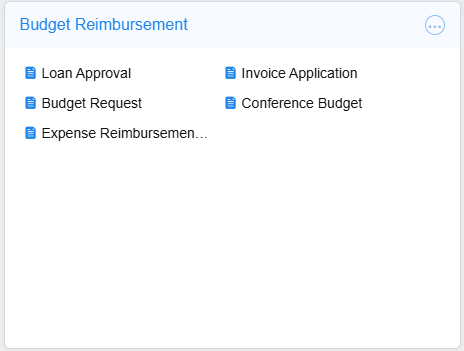 Budget Reimbursement
Loan Approval
Invoice Application
Budget Request
Conference Budget
Expense Reimbursemen…